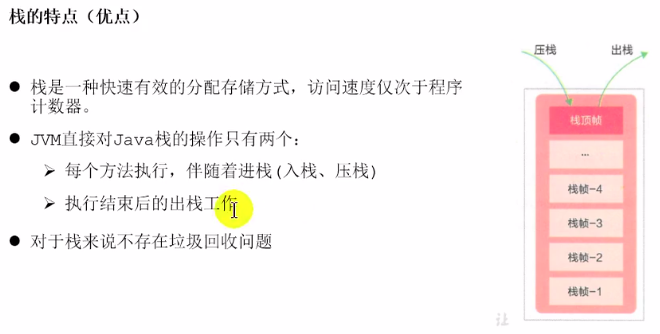 栈的特点（优点）
压栈
出栈
● 栈是一种快速有效的分配存储方式，访问速度仅次于程序
计数器。
● JVM直接对Java栈的操作只有两个：
➢ 每个方法执行，伴随着进栈(入栈、压栈)
➢ 执行结束后的出栈工作
● 对于栈来说不存在垃圾回收问题
栈顶帧
...
栈帧-4
栈帧-3
栈帧-2
栈帧-1
让